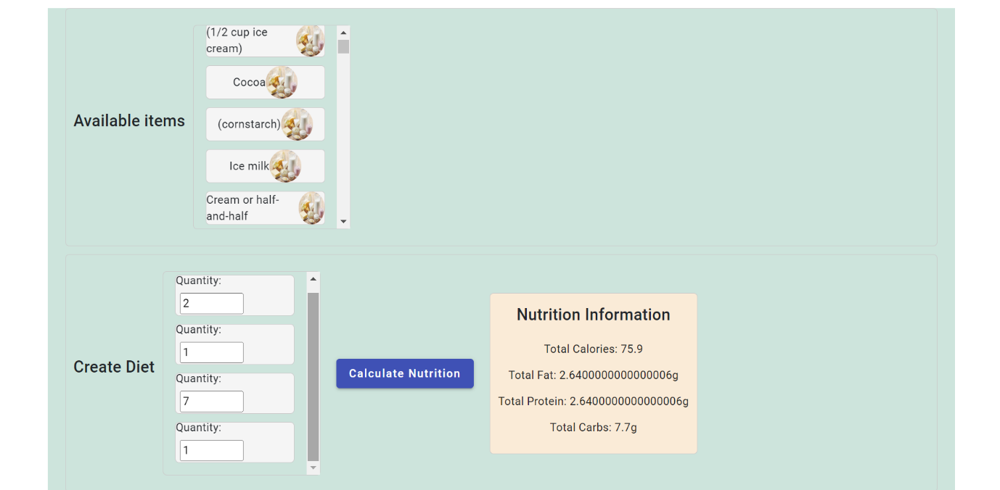 Available items
(1/2 cup ice
cream)
Cocoa
(cornstarch)
Ice milk
Cream or half-
and-half
Create Diet
Quantity:
2
Quantity:
1
Quantity:
7
Quantity:
1
Calculate Nutrition
Nutrition Information
Total Calories: 75.9
Total Fat: 2.6400000000000006g
Total Protein: 2.6400000000000006g
Total Carbs: 7.7g